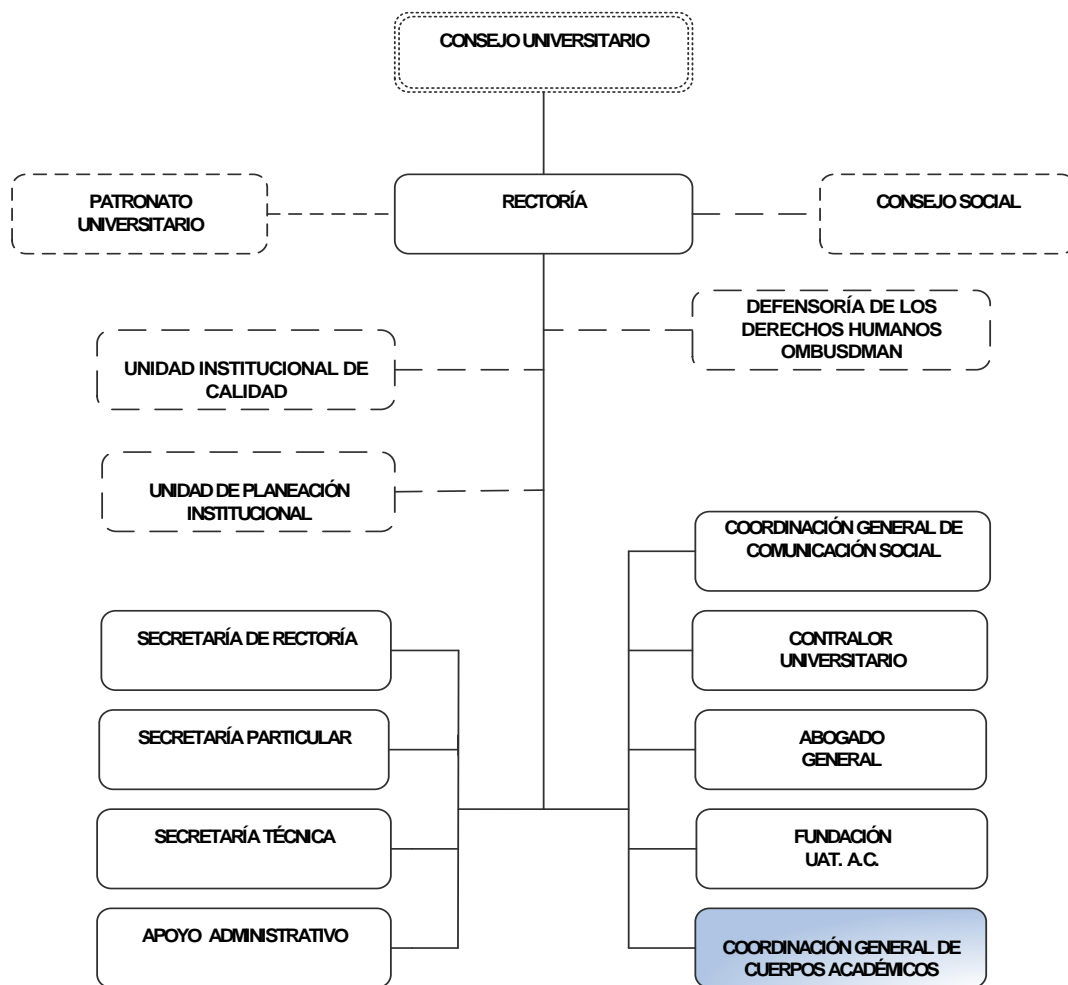 CONSEJO UNIVERSITARIO
PATRONATO
UNIVERSITARIO
RECTORÍA
CONSEJO SOCIAL
DEFENSORÍA DE LOS
DERECHOS HUMANOS
OMBUSDMAN
UNIDAD INSTITUCIONAL DE
CALIDAD
UNIDAD DE PLANEACIÓN
INSTITUCIONAL
COORDINACIÓN GENERAL DE
COMUNICACIÓN SOCIAL
SECRETARÍA DE RECTORÍA
CONTRALOR
UNIVERSITARIO
SECRETARÍA PARTICULAR
ABOGADO
GENERAL
SECRETARÍA TÉCNICA
FUNDACIÓN
UAT. A.C.
APOYO ADMINISTRATIVO
COORDINACIÓN GENERAL DE
CUERPOS ACADÉMICOS